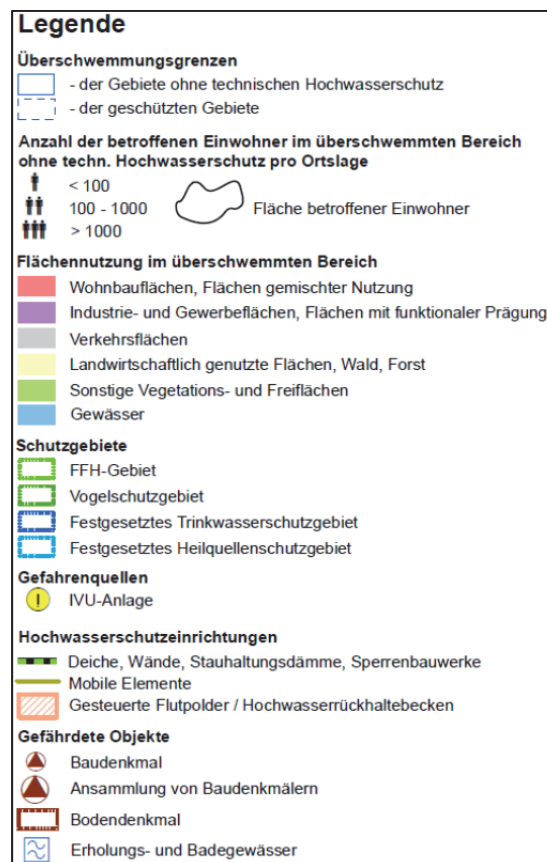 Legende
Überschwemmungsgrenzen
- der Gebiete ohne technischen Hochwasserschutz
- der geschützten Gebiete
Anzahl der betroffenen Einwohner im überschwemmten Bereich
ohne techn. Hochwasserschutz pro Ortslage
< 100
100 - 1000
> 1000
Fläche betroffener Einwohner
Flächennutzung im überschwemmten Bereich
Wohnbauflächen, Flächen gemischter Nutzung
Industrie- und Gewerbeflächen, Flächen mit funktionaler Prägung
Verkehrsflächen
Landwirtschaftlich genutzte Flächen, Wald, Forst
Sonstige Vegetations- und Freiflächen
Gewässer
Schutzgebiete
FFH-Gebiet
Vogelschutzgebiet
Festgesetztes Trinkwasserschutzgebiet
Festgesetztes Heilquellenschutzgebiet
Gefahrenquellen
! IVU-Anlage
Hochwasserschutzeinrichtungen
Deiche, Wände, Stauhaltungsdämme, Sperrenbauwerke
Mobile Elemente
Gesteuerte Flutpolder / Hochwasserrückhaltebecken
Gefährdete Objekte
Baudenkmal
Ansammlung von Baudenkmälern
Bodendenkmal
Erholungs- und Badegewässer